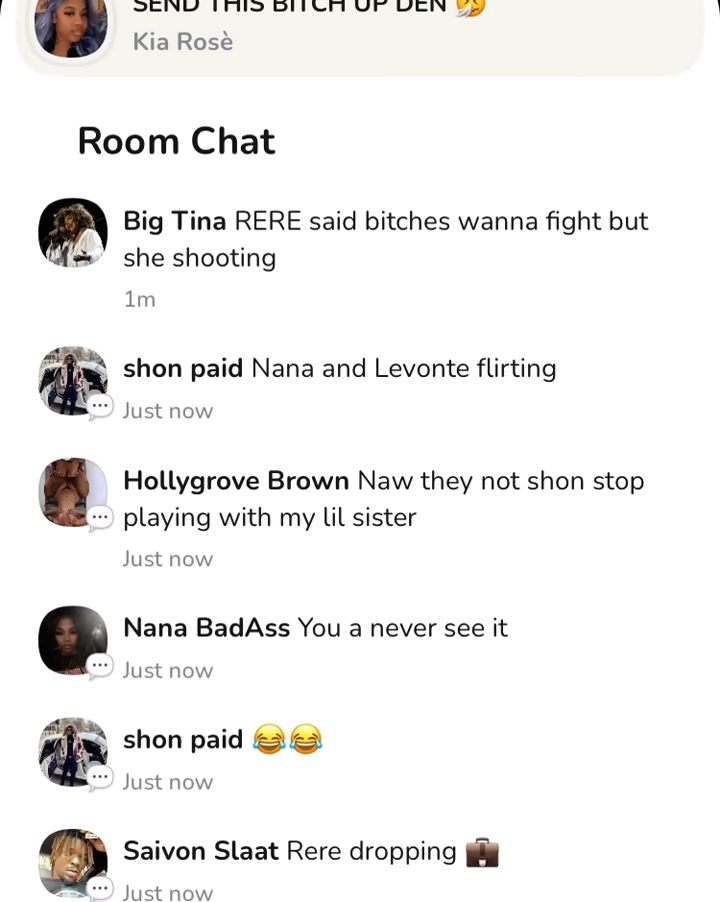 SEND THIS BITCH UP DEN 🤧
Kia Rosè
Room Chat
Big Tina RERE said bitches wanna fight but
she shooting
1m
shon paid Nana and Levonte flirting
Just now
Hollygrove Brown Naw they not shon stop
playing with my lil sister
Just now
Nana BadAss You a never see it
Just now
shon paid 😂😂
Just now
Saivon Slaat Rere dropping 💼
Just now